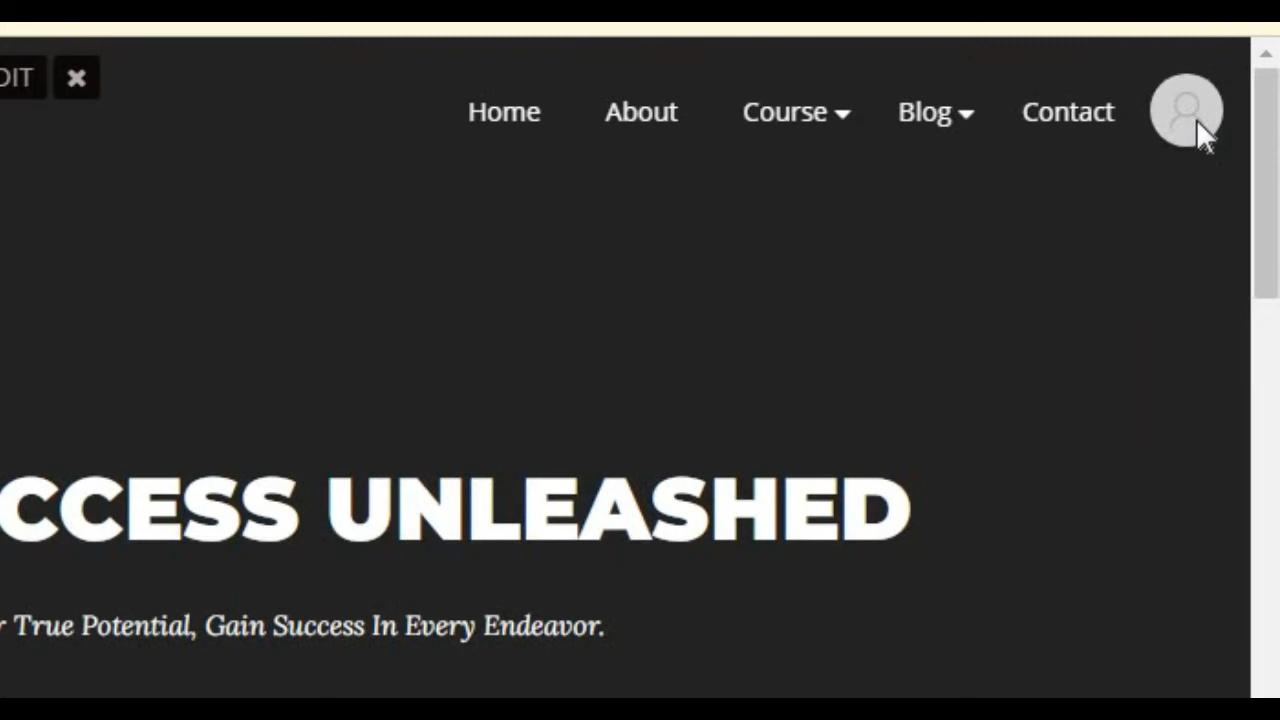 DIT ✖
Home About Course Blog Contact
CCESS UNLEASHED
r True Potential, Gain Success In Every Endeavor.